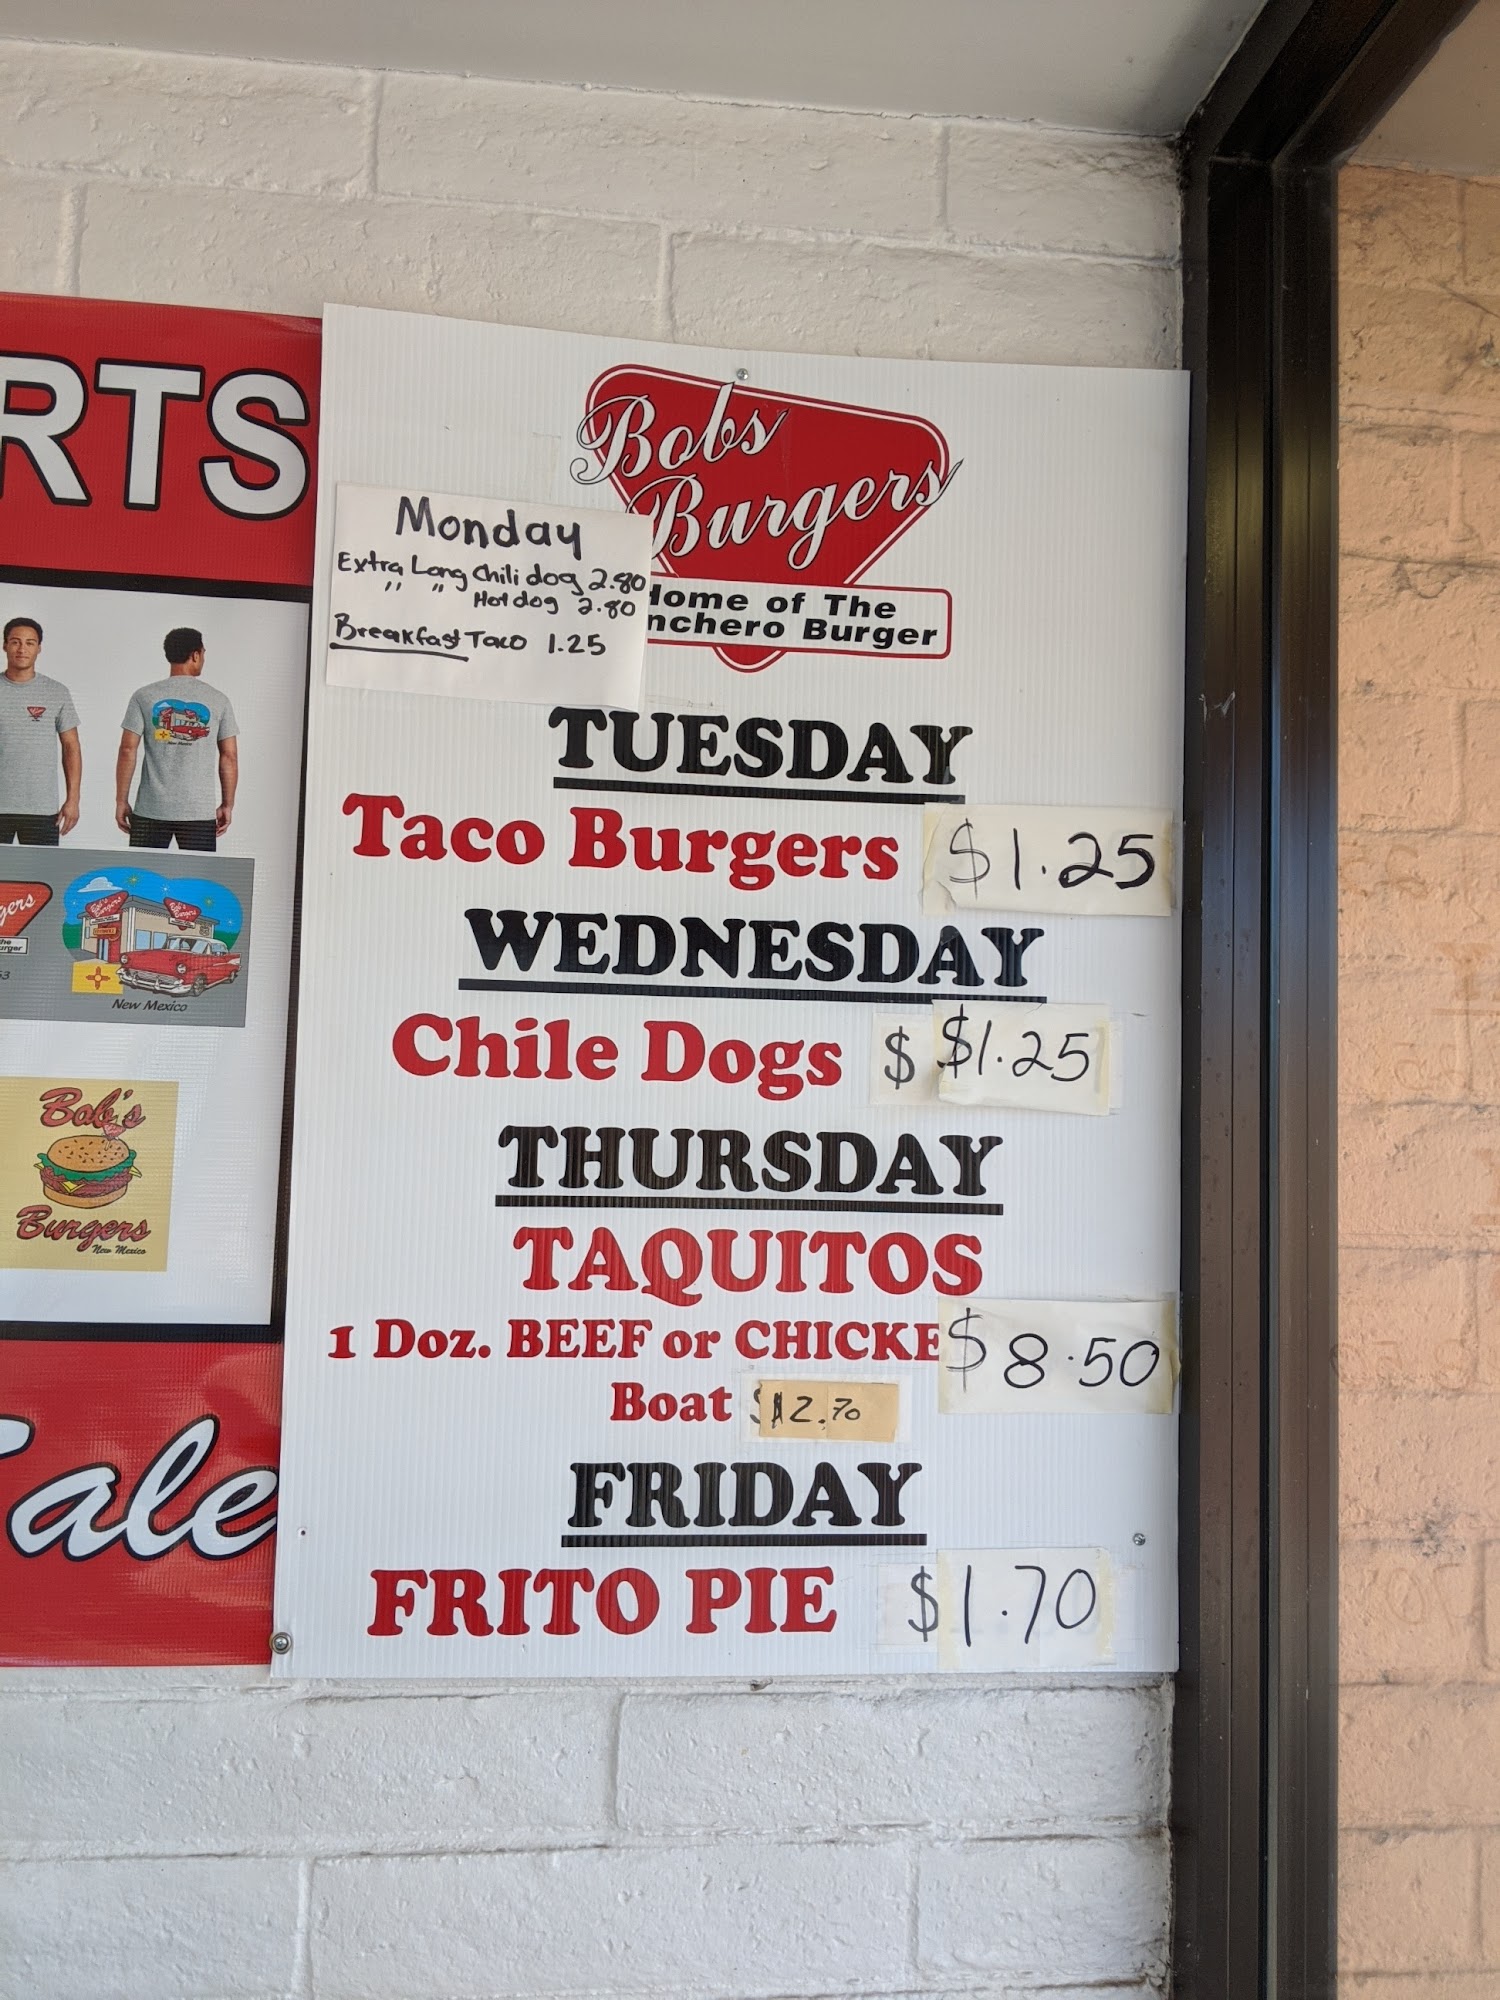 RTS
Bobs
Burgers
Home of The
nchero Burger
Monday
Extra Long Chili dog 2.80
" " Hot dog 2.80
Breakfast Taco 1.25
TUESDAY
Taco Burgers $1.25
WEDNESDAY
Chile Dogs $ $1.25
THURSDAY
TAQUITOS
1 Doz. BEEF or CHICKE $8.50
Boat $2.70
FRIDAY
FRITO PIE $1.70
gers
New Mexico
Bob's
Burgers
New Mexico
ale